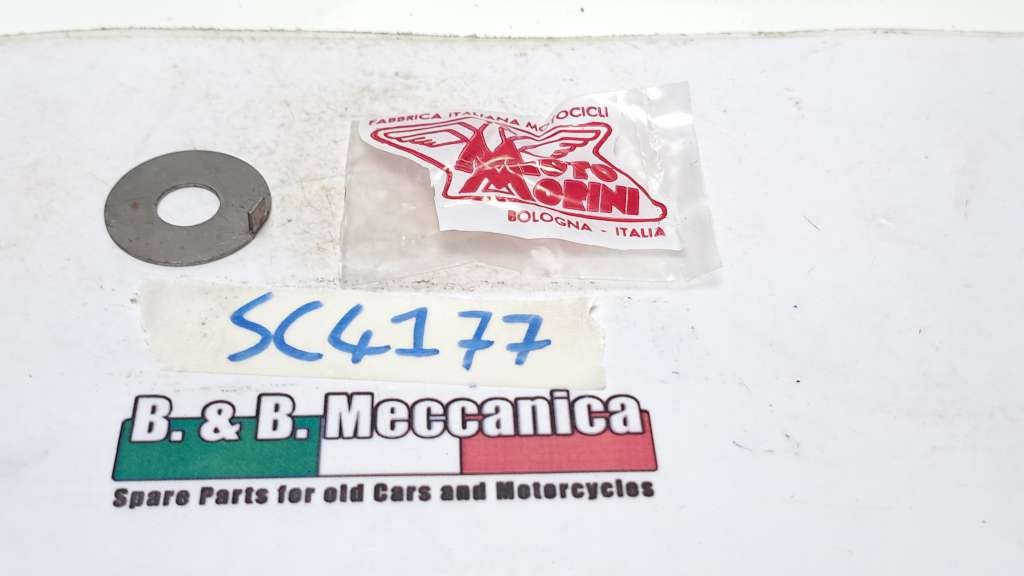 FABBRICA ITALIANA MOTOCICLI
MOTO
MORINI
BOLOGNA - ITALIA
SC4177
B. & B. Meccanica
Spare Parts for old Cars and Motorcycles